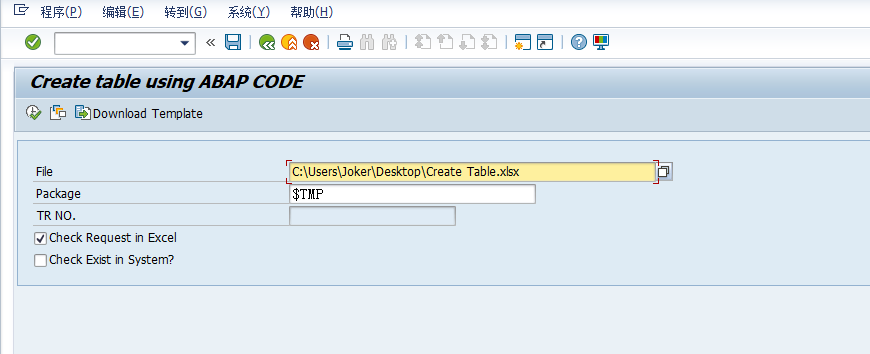 程序(P) 编辑(E) 转到(G) 系统(Y) 帮助(H)
Create table using ABAP CODE
Download Template
File C:\Users\Joker\Desktop\Create Table.xlsx
Package $TMP
TR NO.
Check Request in Excel
Check Exist in System?